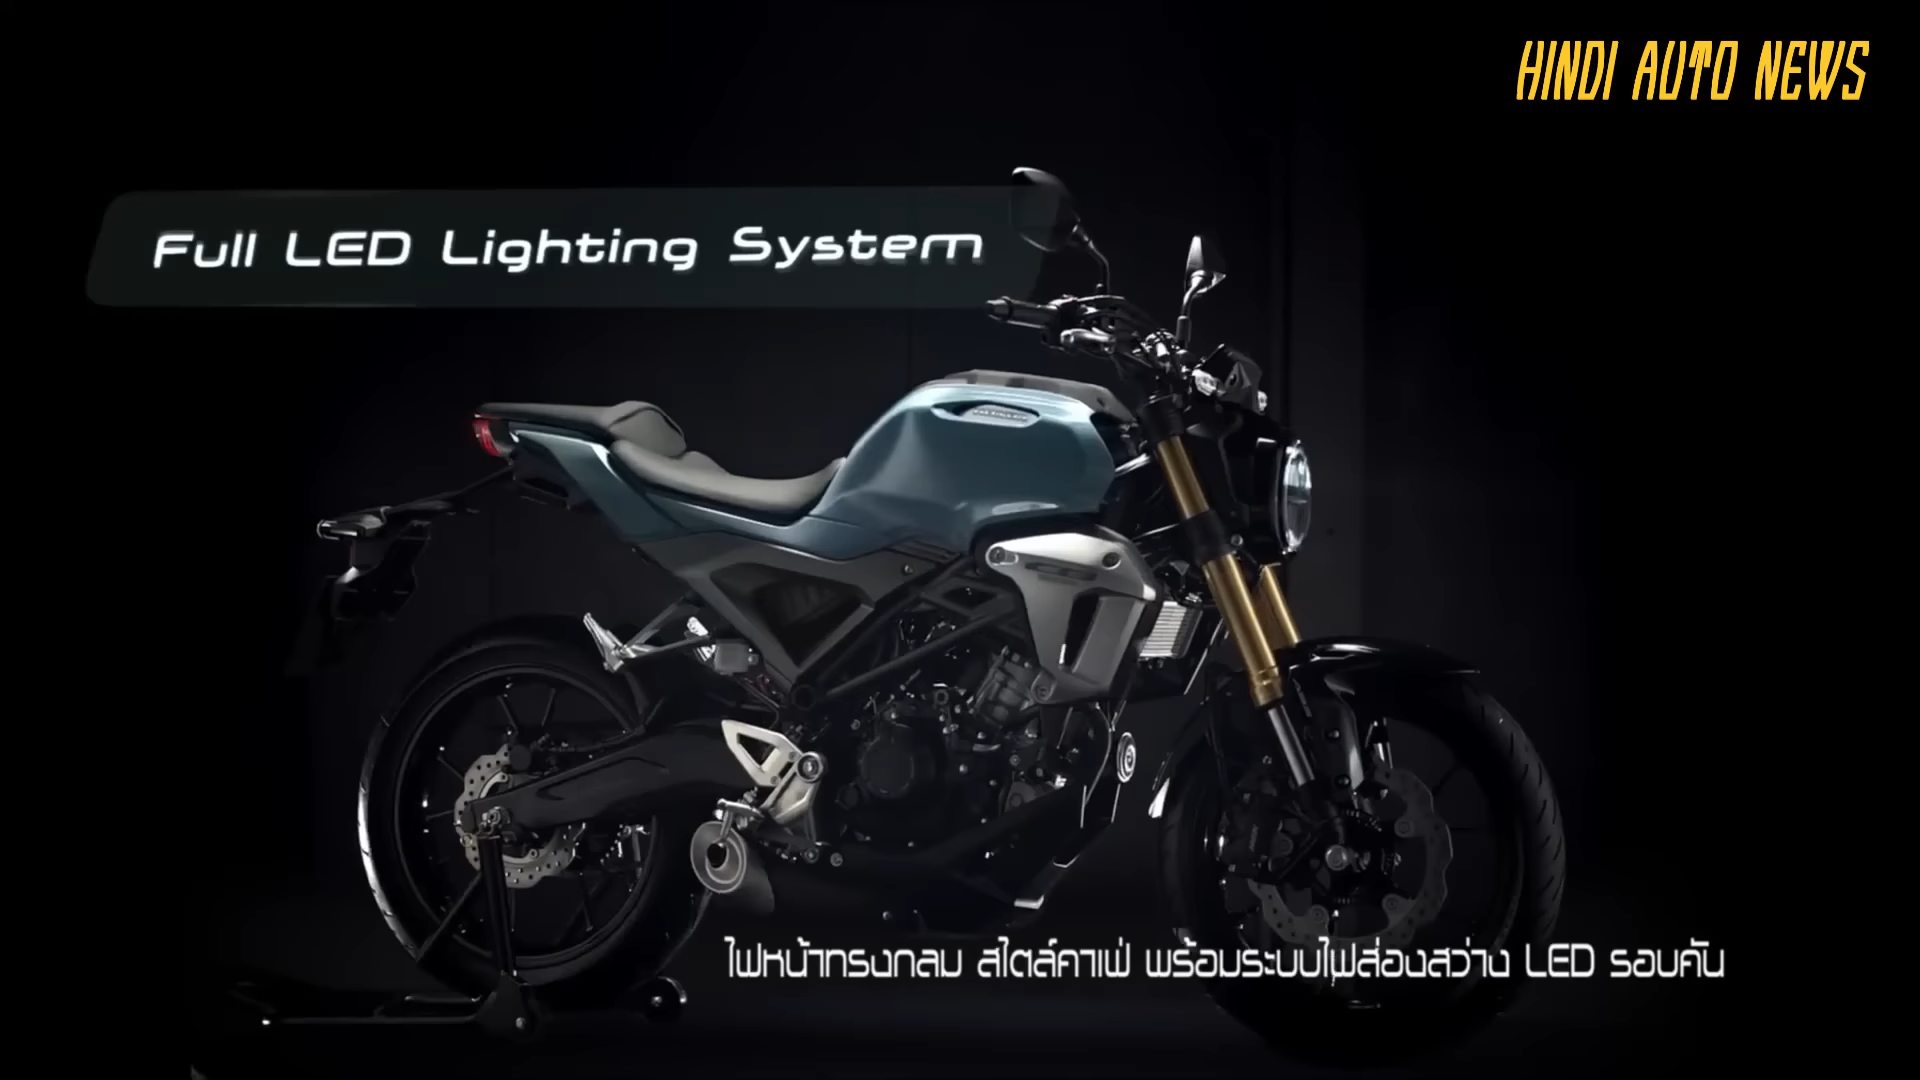 HINDI AUTO NEWS
Full LED Lighting System
ไฟหน้าทรงกลม สไตล์คาเฟ่ พร้อมระบบไฟส่องสว่าง LED รอบคัน